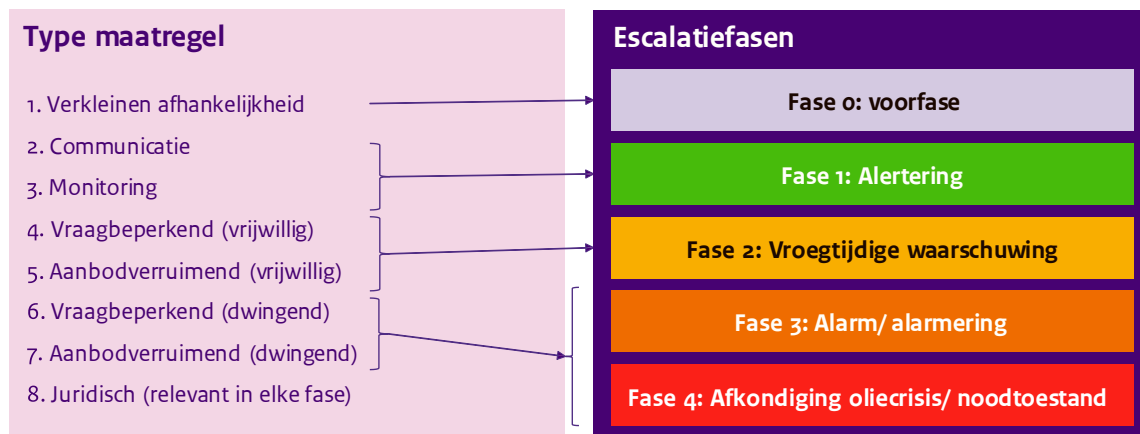 Type maatregel
1. Verkleinen afhankelijkheid
2. Communicatie
3. Monitoring
4. Vraagbeperkend (vrijwillig)
5. Aanbodverruimend (vrijwillig)
6. Vraagbeperkend (dwingend)
7. Aanbodverruimend (dwingend)
8. Juridisch (relevant in elke fase)
Escalatiefasen
Fase 0: voorfase
Fase 1: Alertering
Fase 2: Vroegtijdige waarschuwing
Fase 3: Alarm/ alarmering
Fase 4: Afkondiging oliecrisis/ noodtoestand